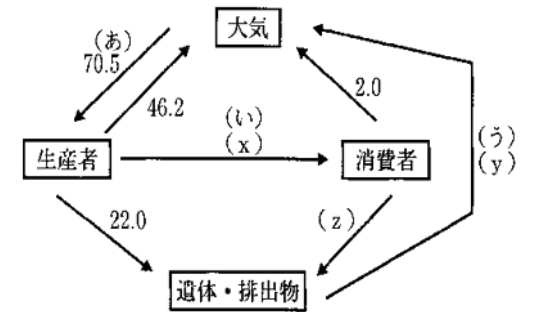 大気
(あ)
70.5
46.2
2.0
(い)
(x)
(う)
(y)
生産者
消費者
22.0
(z)
遺体・排出物